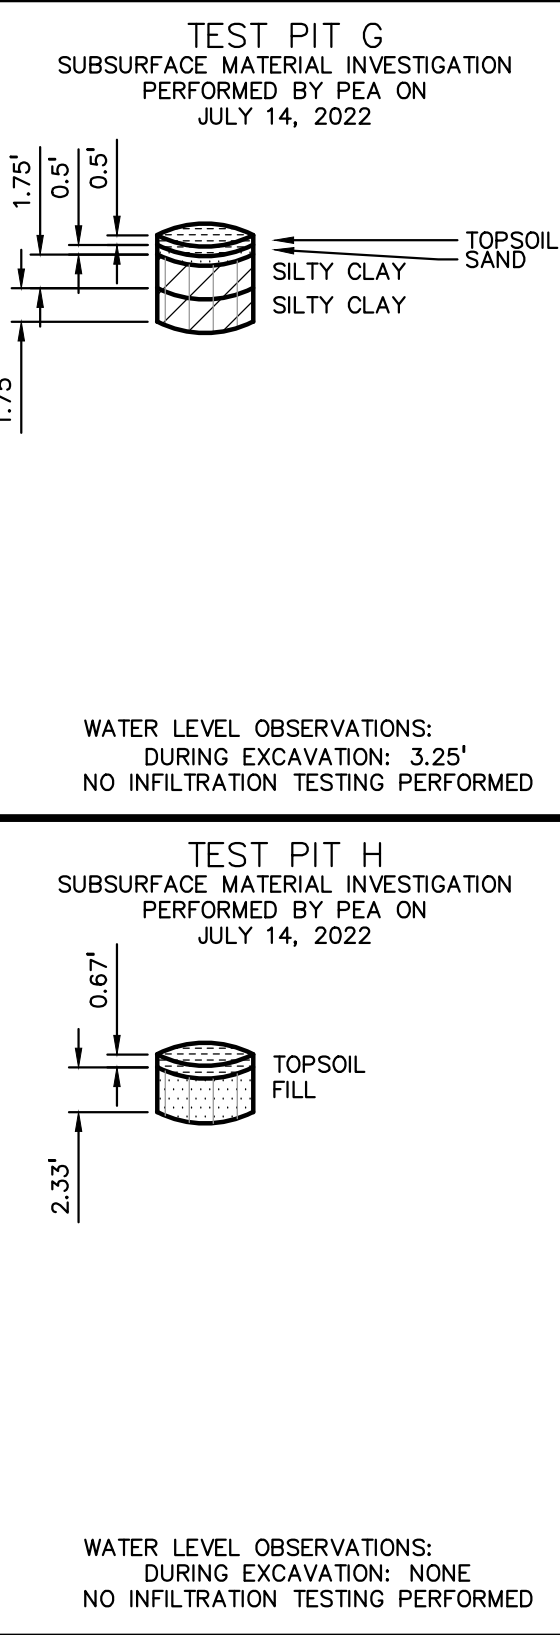 TEST PIT G
SUBSURFACE MATERIAL INVESTIGATION
PERFORMED BY PEA ON
JULY 14, 2022
1.75'
0.5'
0.5'
TOPSOIL
SAND
SILTY CLAY
SILTY CLAY
WATER LEVEL OBSERVATIONS:
DURING EXCAVATION: 3.25'
NO INFILTRATION TESTING PERFORMED
TEST PIT H
SUBSURFACE MATERIAL INVESTIGATION
PERFORMED BY PEA ON
JULY 14, 2022
0.67'
TOPSOIL
FILL
2.33'
WATER LEVEL OBSERVATIONS:
DURING EXCAVATION: NONE
NO INFILTRATION TESTING PERFORMED